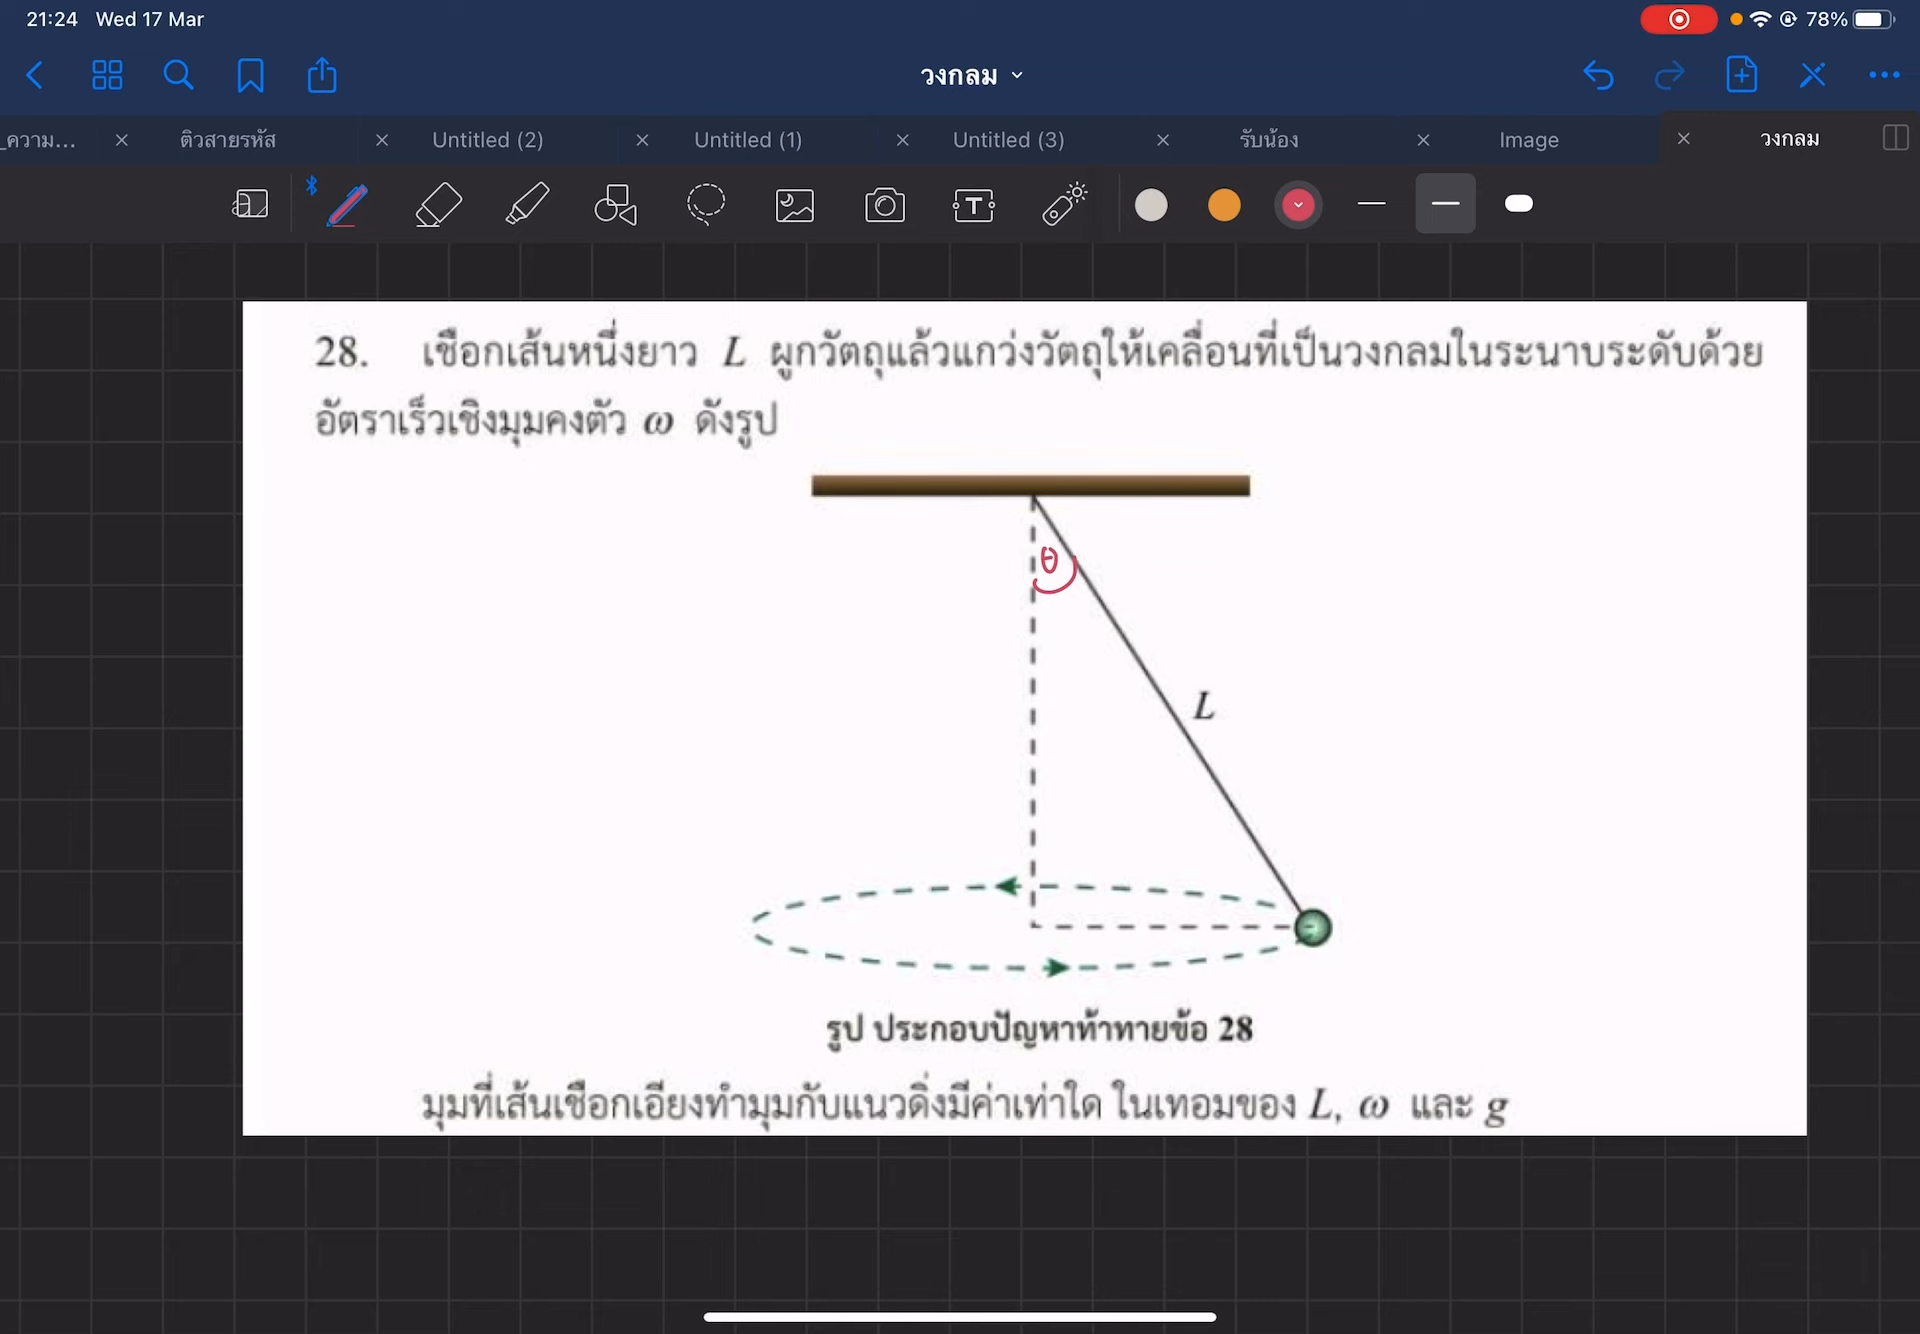 21:24 Wed 17 Mar
78%
วงกลม
_ความ...
ติวสายรหัส
Untitled (2)
Untitled (1)
Untitled (3)
รับน้อง
Image
วงกลม
28. เชือกเส้นหนึ่งยาว L ผูกวัตถุแล้วแกว่งวัตถุให้เคลื่อนที่เป็นวงกลมในระนาบระดับด้วย
อัตราเร็วเชิงมุมคงตัว ω ดังรูป
θ
L
รูป ประกอบปัญหาท้าทายข้อ 28
มุมที่เส้นเชือกเอียงทำมุมกับแนวดิ่งมีค่าเท่าใด ในเทอมของ L, ω และ g